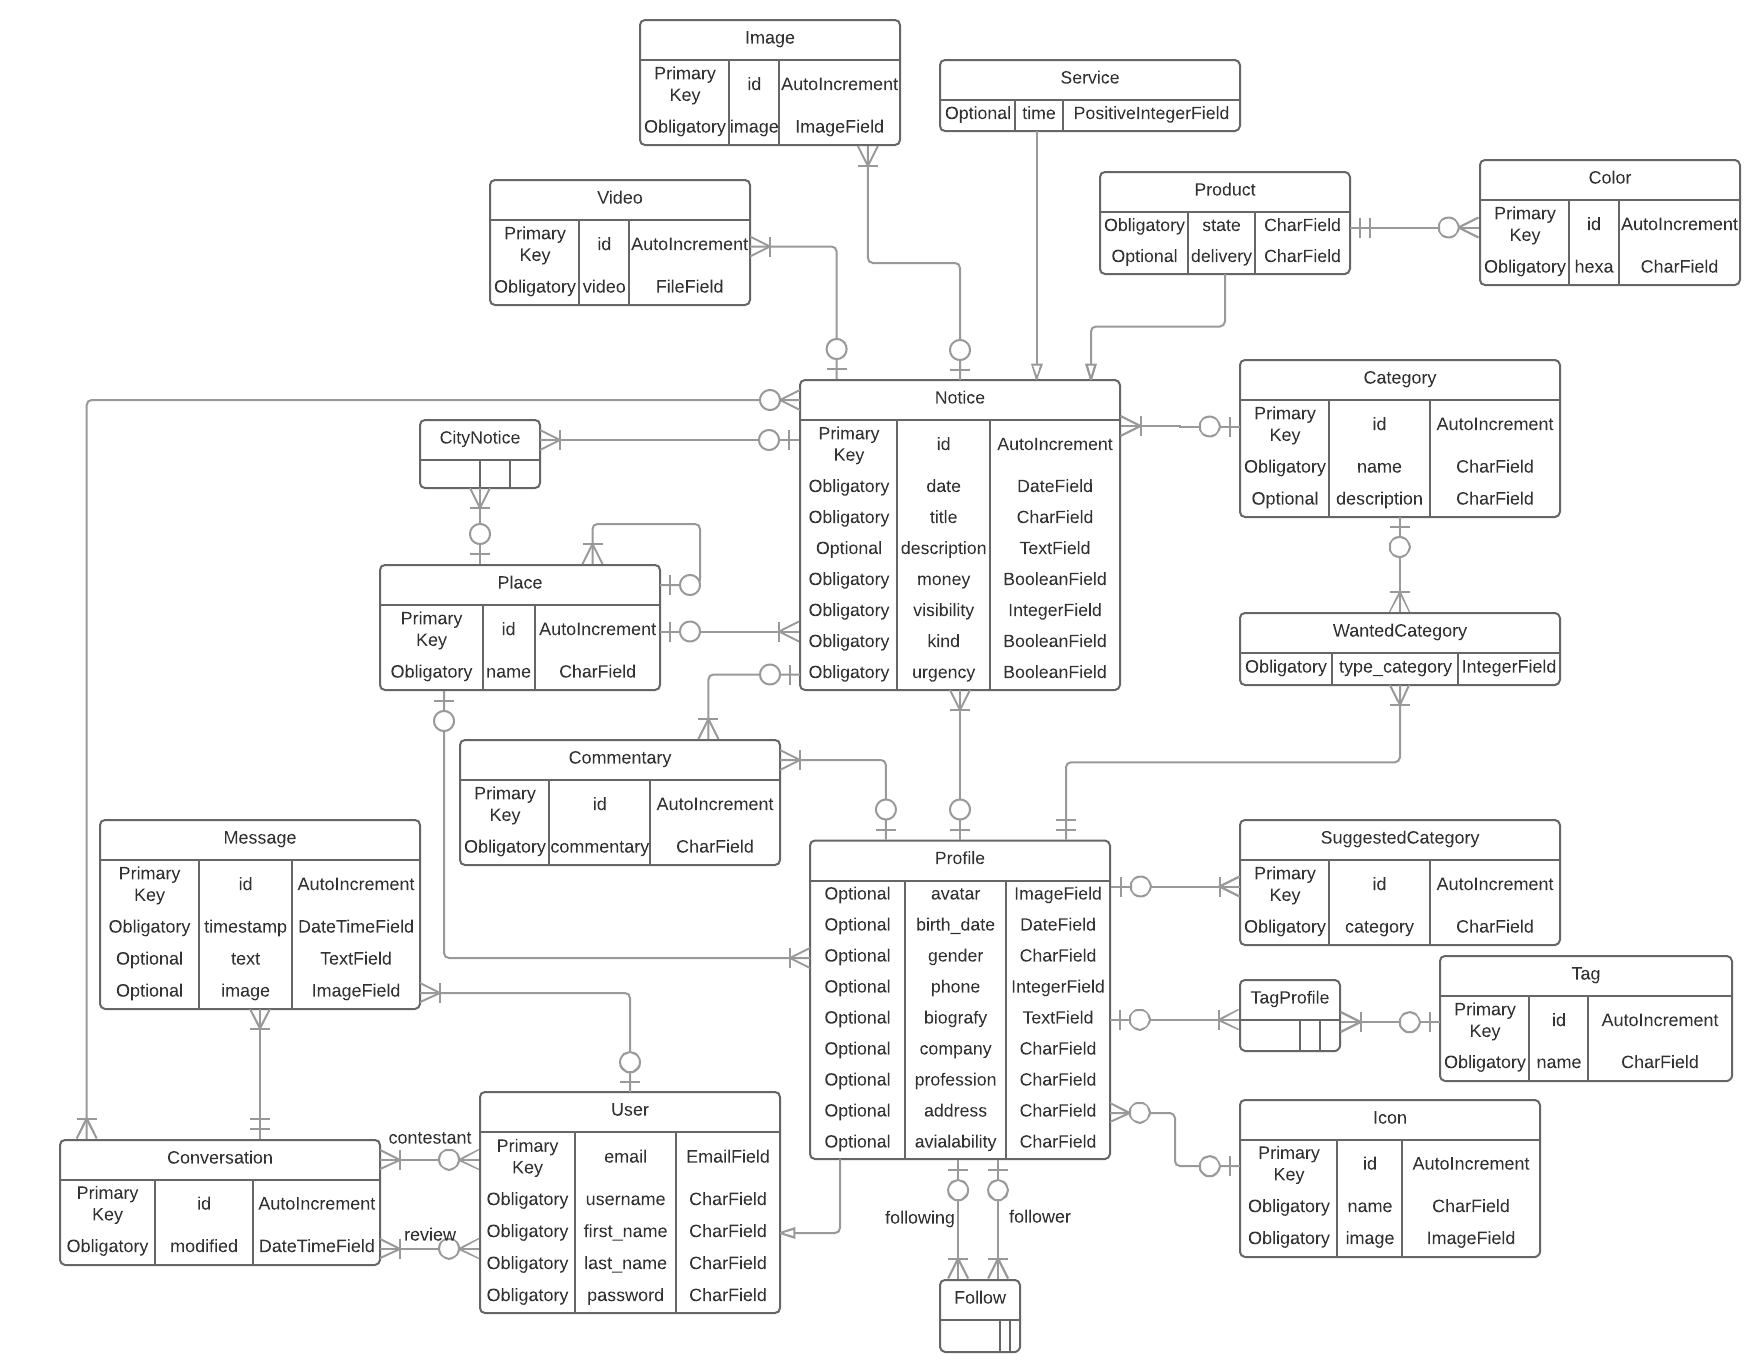 Image
Primary Key id AutoIncrement
Obligatory image ImageField
Service
Optional time PositiveIntegerField
Video
Primary Key id AutoIncrement
Obligatory video FileField
Product
Obligatory state CharField
Optional delivery CharField
Color
Primary Key id AutoIncrement
Obligatory hexa CharField
Notice
Primary Key id AutoIncrement
Obligatory date DateField
Obligatory title CharField
Optional description TextField
Obligatory money BooleanField
Obligatory visibility IntegerField
Obligatory kind BooleanField
Obligatory urgency BooleanField
Category
Primary Key id AutoIncrement
Obligatory name CharField
Optional description CharField
CityNotice
Place
Primary Key id AutoIncrement
Obligatory name CharField
WantedCategory
Obligatory type_category IntegerField
Commentary
Primary Key id AutoIncrement
Obligatory commentary CharField
Message
Primary Key id AutoIncrement
Obligatory timestamp DateTimeField
Optional text TextField
Optional image ImageField
Profile
Optional avatar ImageField
Optional birth_date DateField
Optional gender CharField
Optional phone IntegerField
Optional biografy TextField
Optional company CharField
Optional profession CharField
Optional address CharField
Optional avialability CharField
SuggestedCategory
Primary Key id AutoIncrement
Obligatory category CharField
TagProfile
Tag
Primary Key id AutoIncrement
Obligatory name CharField
Icon
Primary Key id AutoIncrement
Obligatory name CharField
Obligatory image ImageField
User
Primary Key email EmailField
Obligatory username CharField
Obligatory first_name CharField
Obligatory last_name CharField
Obligatory password CharField
contestant
review
Conversation
Primary Key id AutoIncrement
Obligatory modified DateTimeField
following
follower
Follow